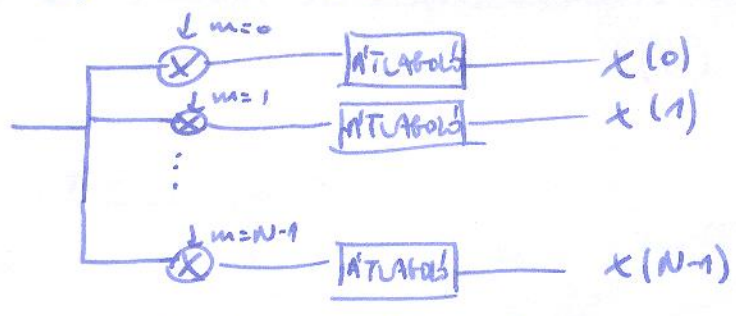 m=0
ÁTLAGOLÓ X(0)
m=1
ÁTLAGOLÓ X(1)
m=N-1
ÁTLAGOLÓ X(N-1)